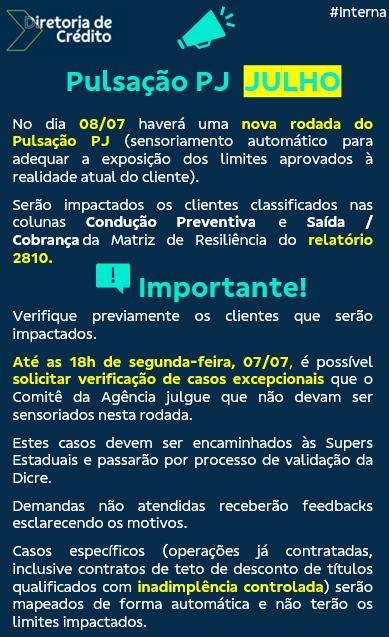 #Interna
Diretoria de
Crédito
Pulsação PJ JULHO
No dia 08/07 haverá uma nova rodada do
Pulsação PJ (sensoriamento automático para
adequar a exposição dos limites aprovados à
realidade atual do cliente).
Serão impactados os clientes classificados nas
colunas Condução Preventiva e Saída /
Cobrança da Matriz de Resiliência do relatório
2810.
Importante!
Verifique previamente os clientes que serão
impactados.
Até as 18h de segunda-feira, 07/07, é possível
solicitar verificação de casos excepcionais que o
Comitê da Agência julgue que não devam ser
sensoriados nesta rodada.
Estes casos devem ser encaminhados às Supers
Estaduais e passarão por processo de validação da
Dicre.
Demandas não atendidas receberão feedbacks
esclarecendo os motivos.
Casos específicos (operações já contratadas,
inclusive contratos de teto de desconto de títulos
qualificados com inadimplência controlada) serão
mapeados de forma automática e não terão os
limites impactados.